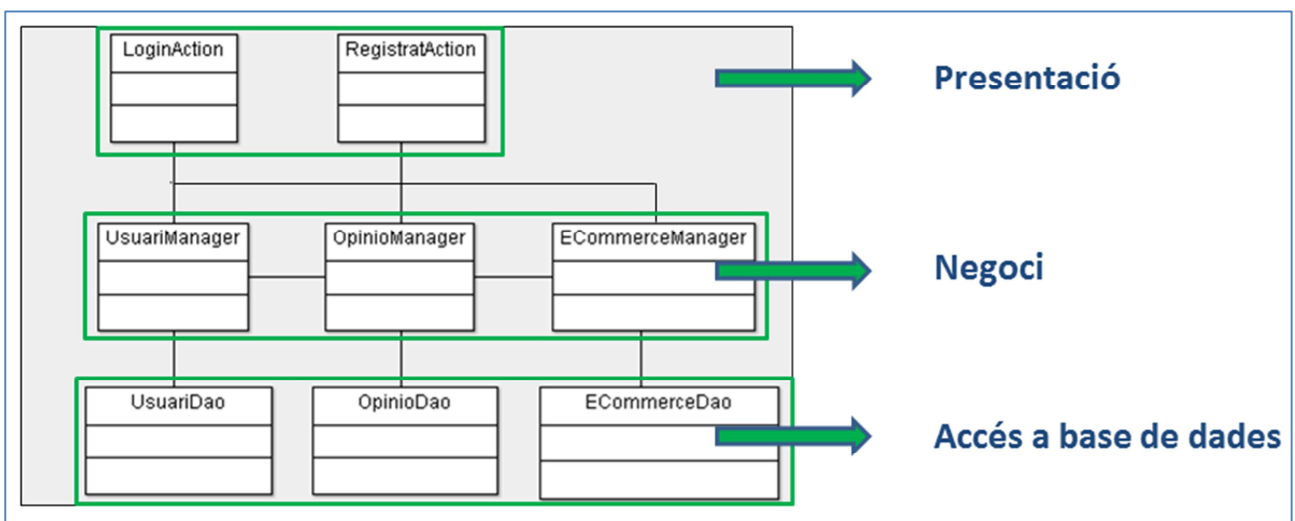 LoginAction
RegistratAction
Presentació
UsuariManager
OpinioManager
ECommerceManager
Negoci
UsuariDao
OpinioDao
ECommerceDao
Accés a base de dades